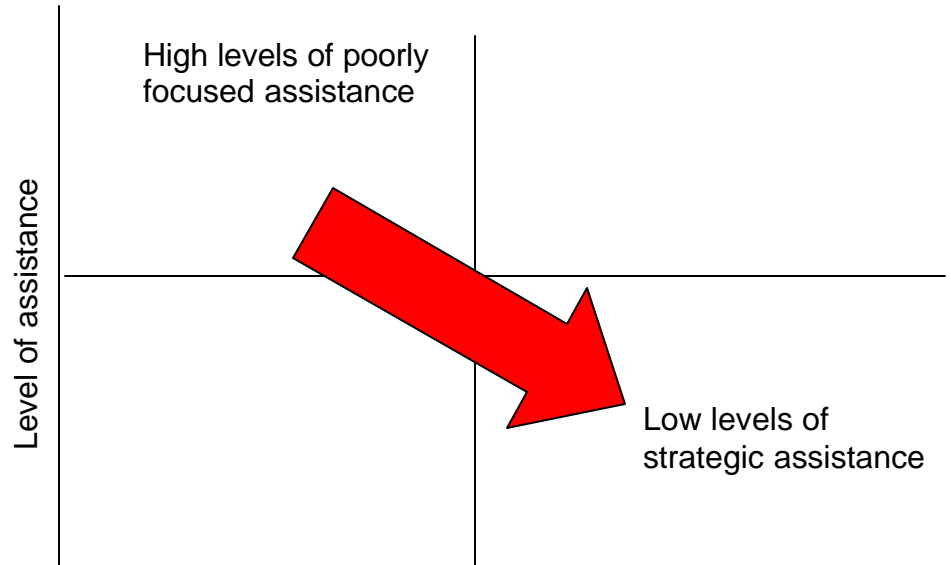 High levels of poorly
focused assistance
Level of assistance
Low levels of
strategic assistance